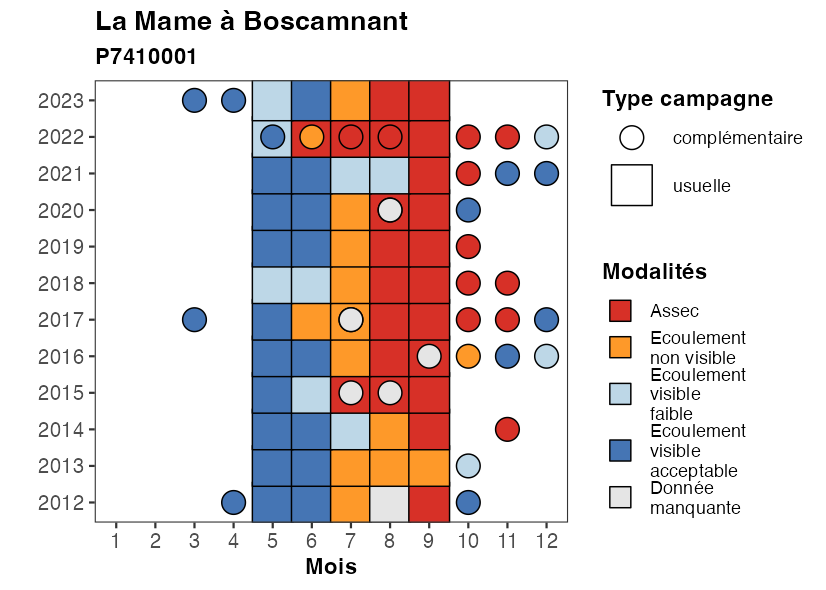 La Mame à Boscamnant
P7410001
2023
2022
2021
2020
2019
2018
2017
2016
2015
2014
2013
2012
1 2 3 4 5 6 7 8 9 10 11 12
Mois
Type campagne
complémentaire
usuelle
Modalités
Assec
Ecoulement
non visible
Ecoulement
visible
faible
Ecoulement
visible
acceptable
Donnée
manquante